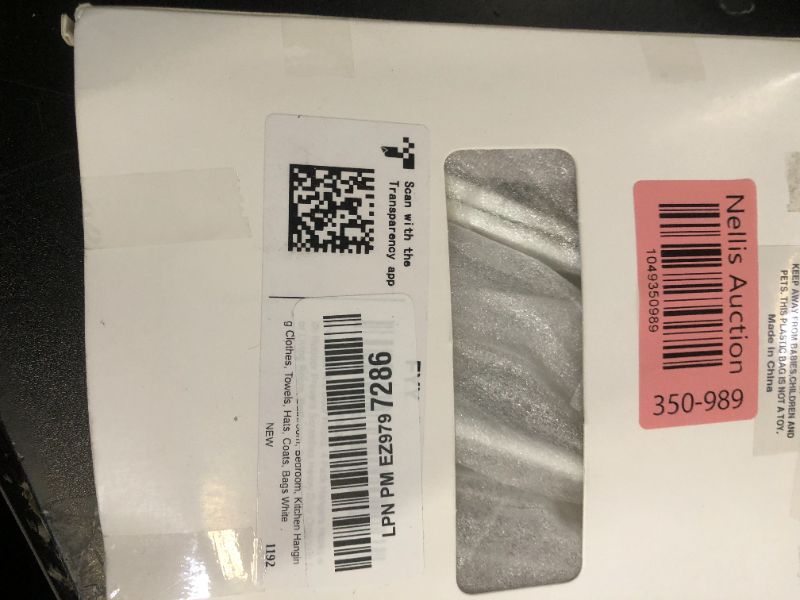 Scan with the
Transparency app
LPN PM EZ979 7286
Bedroom, Kitchen Hangin
g Clothes, Towels, Hats, Coats, Bags White
NEW
1192
Nellis Auction
1049350989
350-989
KEEP AWAY FROM BABIES,CHILDREN AND
PETS. THIS PLASTIC BAG IS NOT A TOY.
Made in China